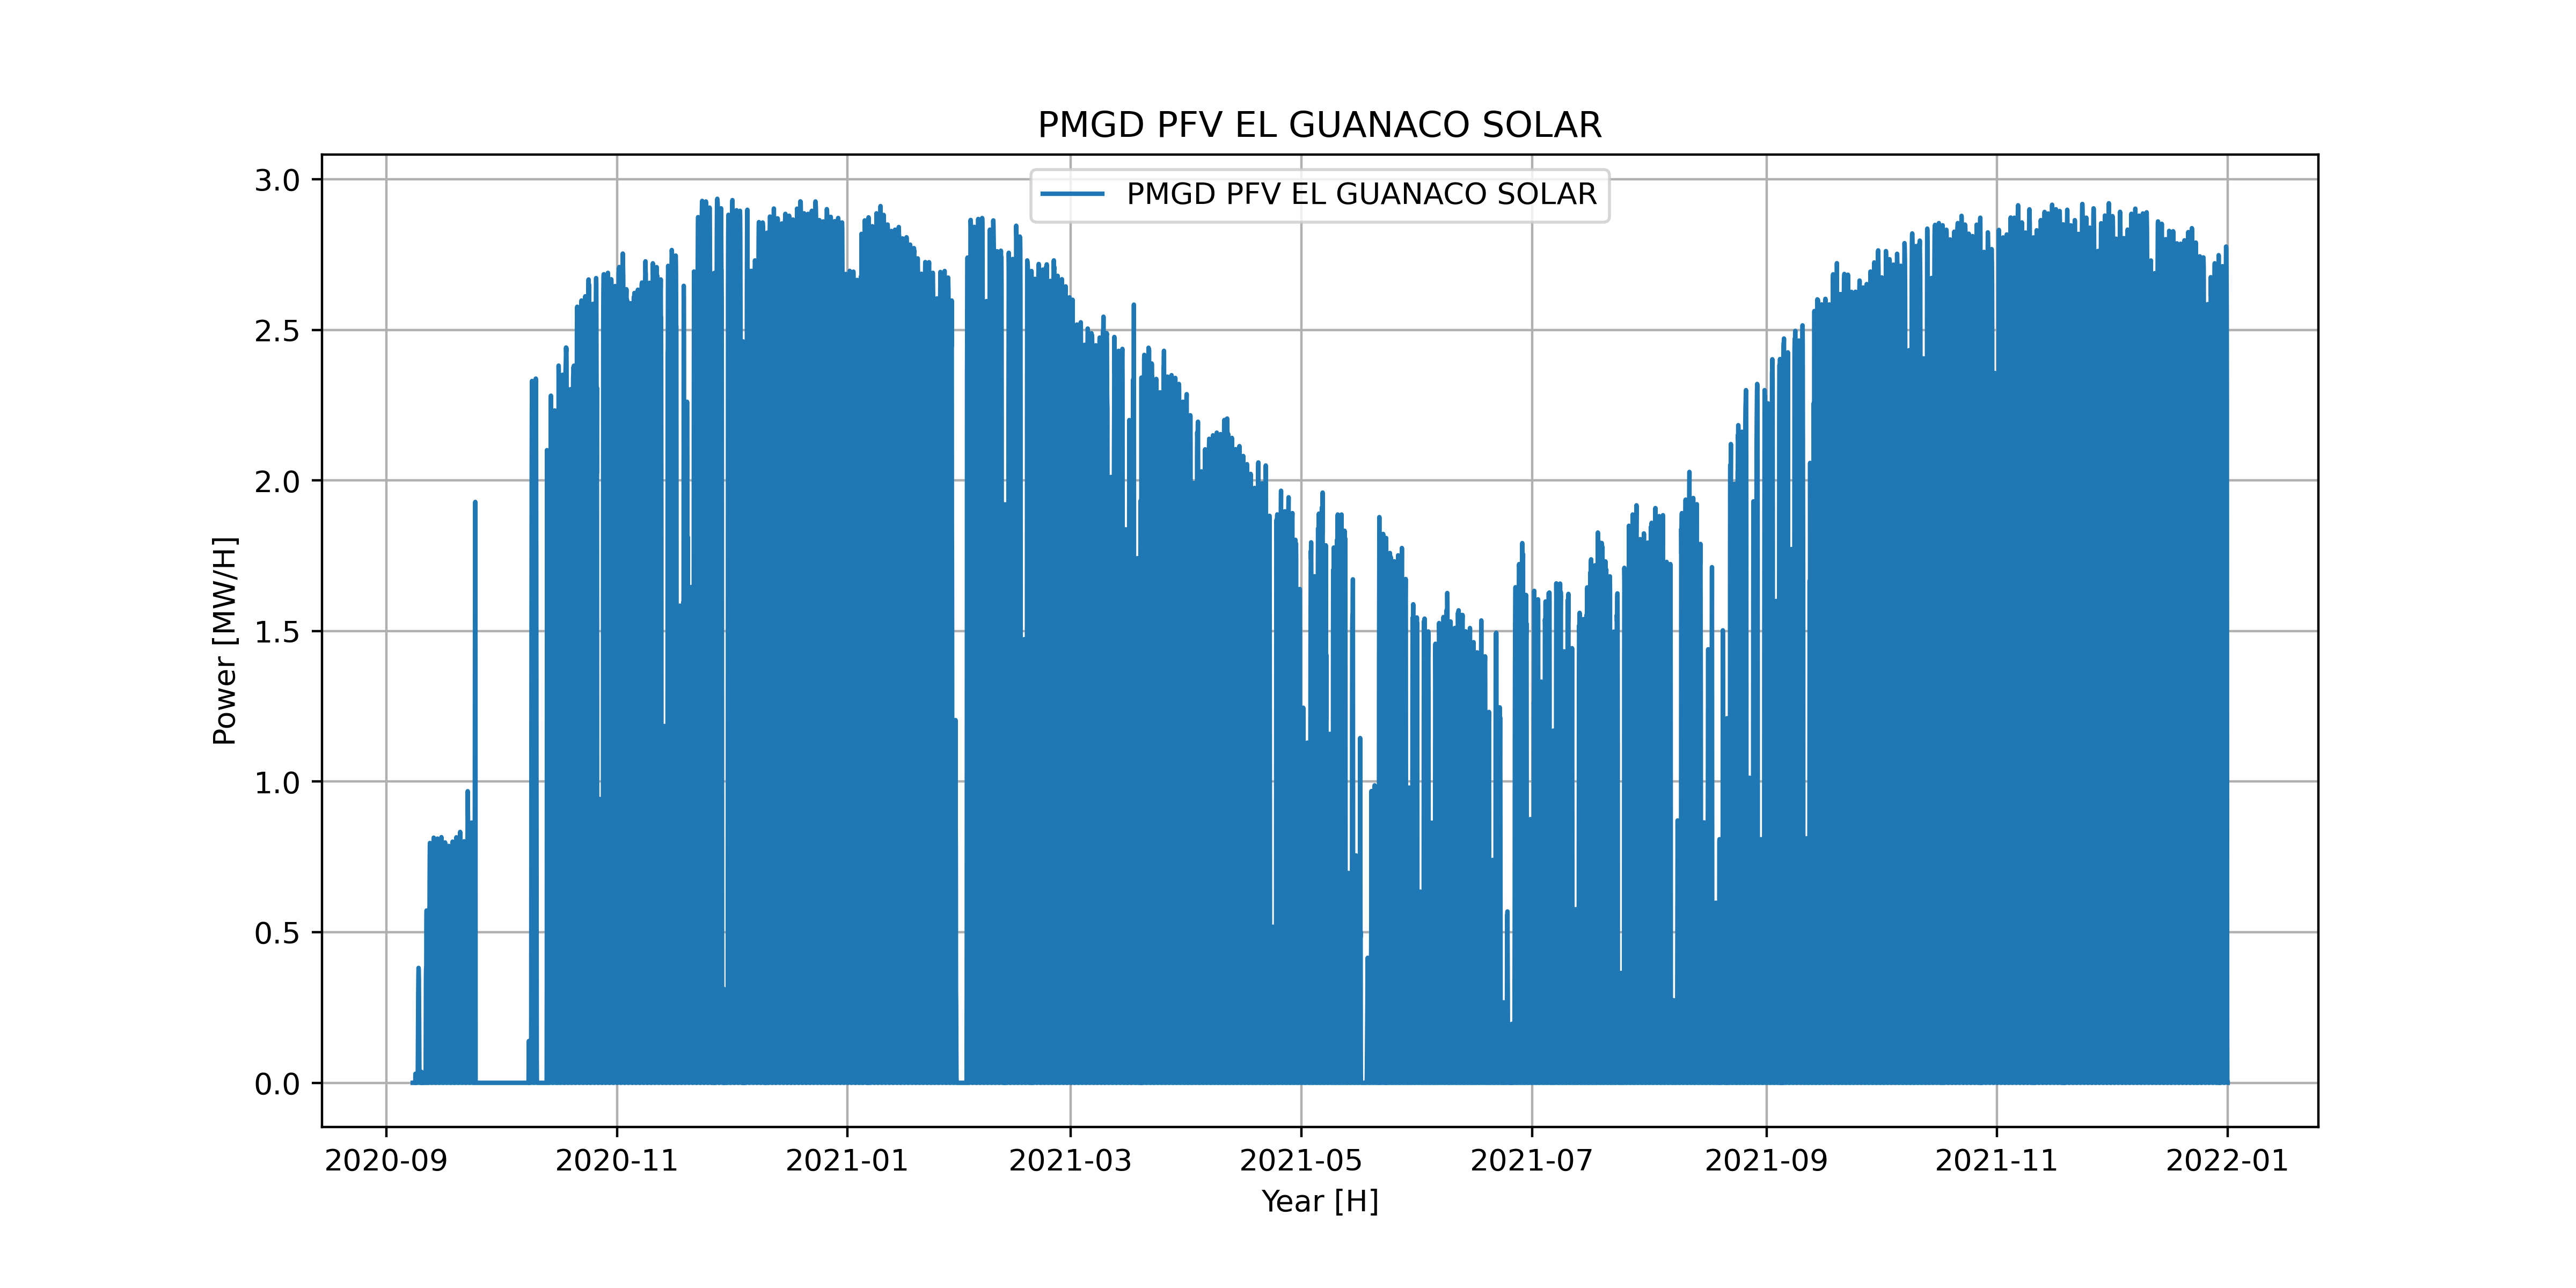 PMGD PFV EL GUANACO SOLAR
PMGD PFV EL GUANACO SOLAR
3.0
2.5
2.0
1.5
1.0
0.5
0.0
Power [MW/H]
2020-09 2020-11 2021-01 2021-03 2021-05 2021-07 2021-09 2021-11 2022-01
Year [H]